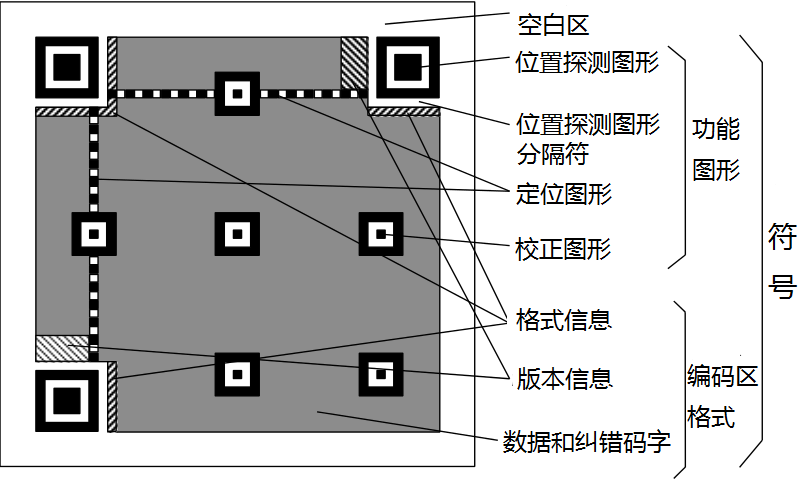 空白区
位置探测图形
位置探测图形
分隔符
定位图形
校正图形
格式信息
版本信息
数据和纠错码字
功能
图形
编码区
格式
符
号